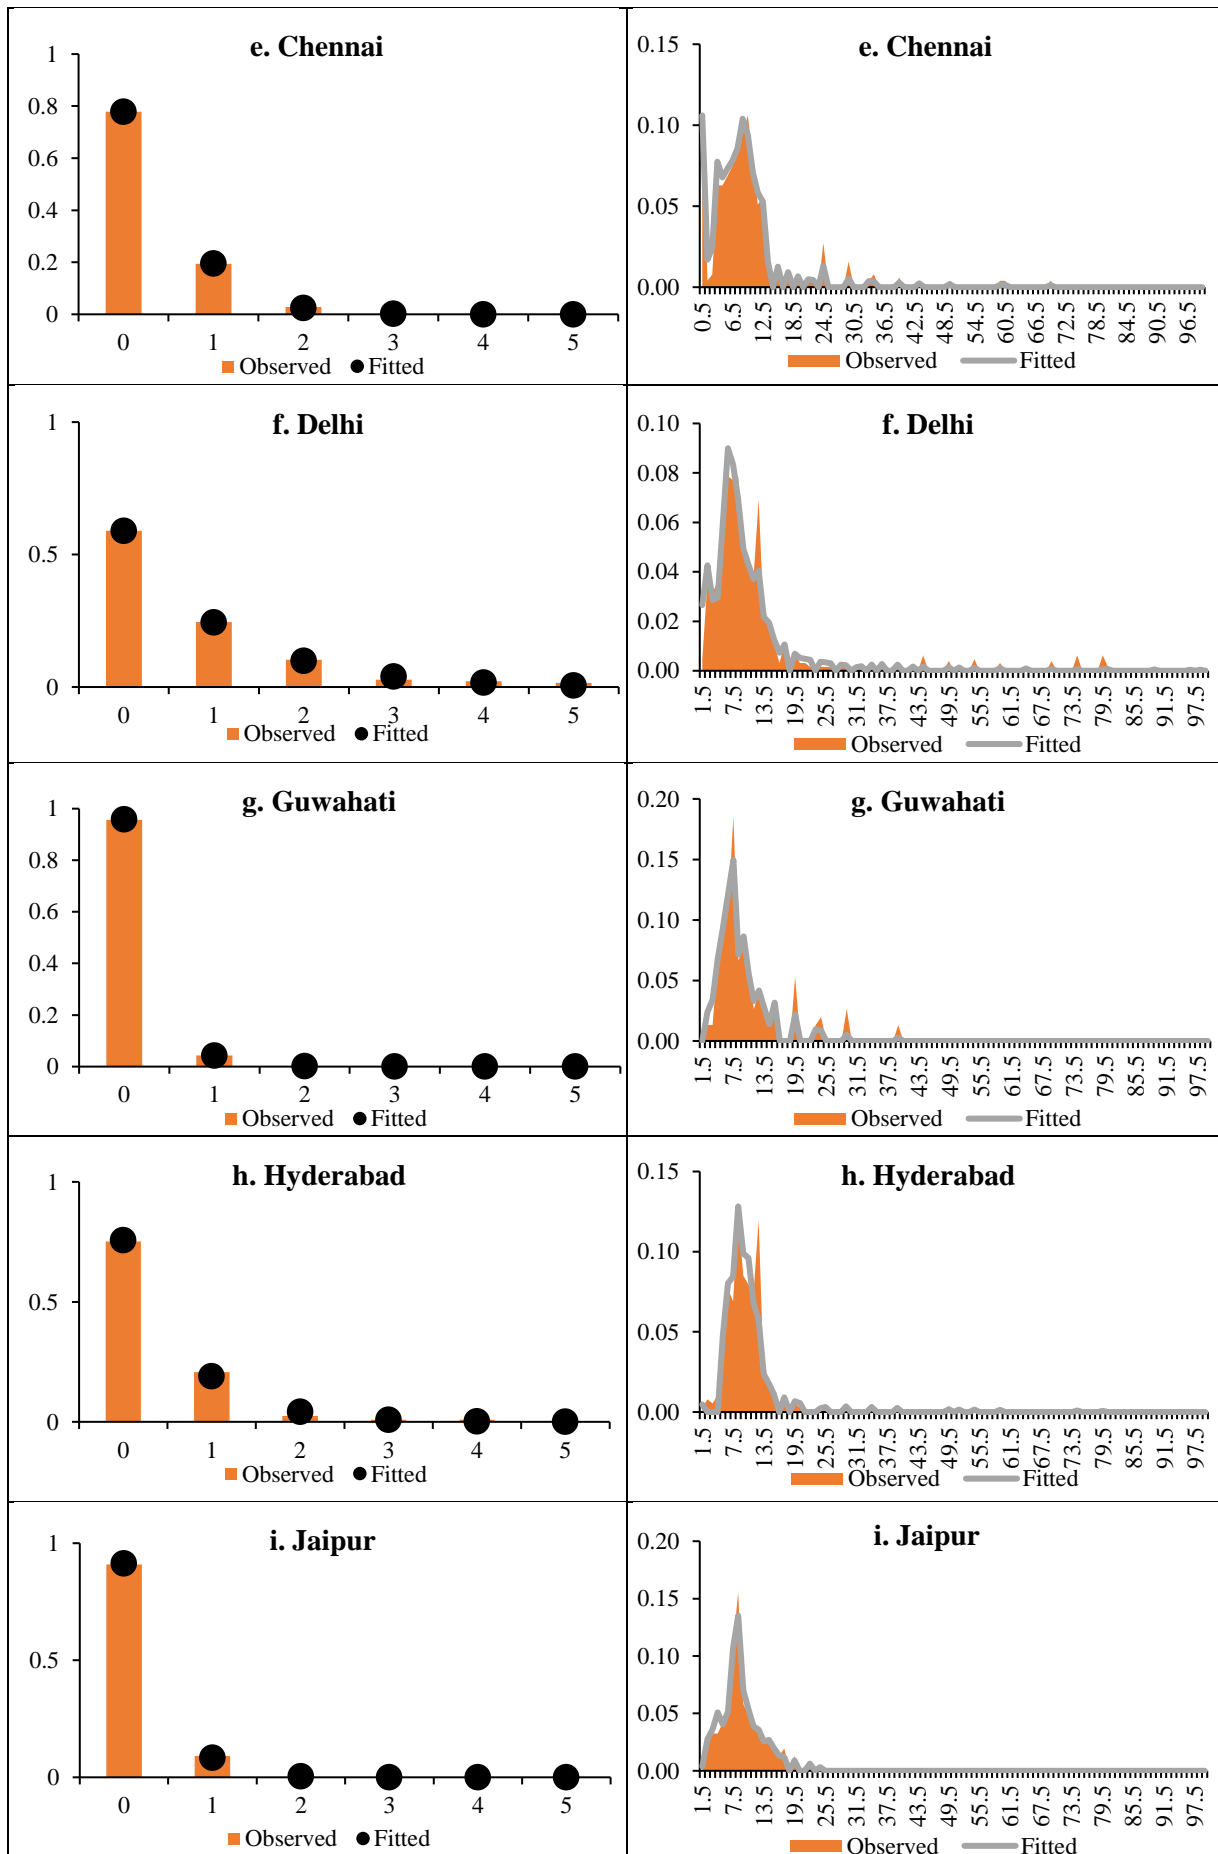 e. Chennai
1
0.8
0.6
0.4
0.2
0
0 1 2 3 4 5
Observed Fitted
e. Chennai
0.15
0.10
0.05
0.00
0.5 6.5 12.5 18.5 24.5 30.5 36.5 42.5 48.5 54.5 60.5 66.5 72.5 78.5 84.5 90.5 96.5
Observed Fitted
f. Delhi
1
0.5
0
0 1 2 3 4 5
Observed Fitted
f. Delhi
0.10
0.08
0.06
0.04
0.02
0.00
1.5 7.5 13.5 19.5 25.5 31.5 37.5 43.5 49.5 55.5 61.5 67.5 73.5 79.5 85.5 91.5 97.5
Observed Fitted
g. Guwahati
1
0.8
0.6
0.4
0.2
0
0 1 2 3 4 5
Observed Fitted
g. Guwahati
0.20
0.15
0.10
0.05
0.00
1.5 7.5 13.5 19.5 25.5 31.5 37.5 43.5 49.5 55.5 61.5 67.5 73.5 79.5 85.5 91.5 97.5
Observed Fitted
h. Hyderabad
1
0.5
0
0 1 2 3 4 5
Observed Fitted
h. Hyderabad
0.15
0.10
0.05
0.00
1.5 7.5 13.5 19.5 25.5 31.5 37.5 43.5 49.5 55.5 61.5 67.5 73.5 79.5 85.5 91.5 97.5
Observed Fitted
i. Jaipur
1
0.5
0
0 1 2 3 4 5
Observed Fitted
i. Jaipur
0.20
0.15
0.10
0.05
0.00
1.5 7.5 13.5 19.5 25.5 31.5 37.5 43.5 49.5 55.5 61.5 67.5 73.5 79.5 85.5 91.5 97.5
Observed Fitted